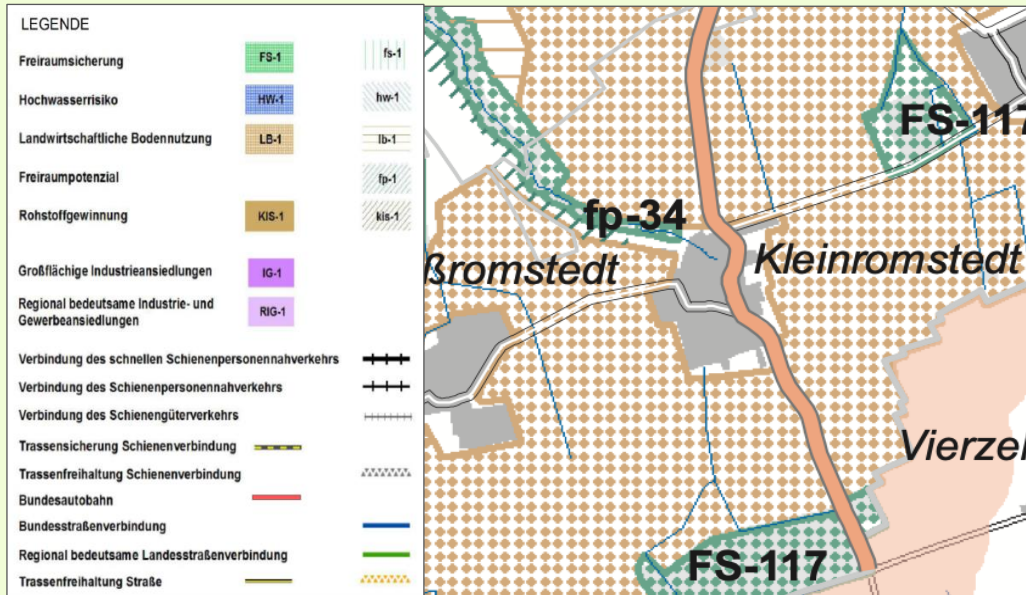 LEGENDE
Freiraumsicherung FS-1 fs-1
Hochwasserrisiko HW-1 hw-1
Landwirtschaftliche Bodennutzung LB-1 lb-1
Freiraumpotenzial fp-1
Rohstoffgewinnung KIS-1 kis-1
Großflächige Industrieansiedlungen IG-1
Regional bedeutsame Industrie- und
Gewerbeansiedlungen RIG-1
Verbindung des schnellen Schienenpersonennahverkehrs
Verbindung des Schienenpersonennahverkehrs
Verbindung des Schienengüterverkehrs
Trassensicherung Schienenverbindung
Trassenfreihaltung Schienenverbindung
Bundesautobahn
Bundesstraßenverbindung
Regional bedeutsame Landesstraßenverbindung
Trassenfreihaltung Straße
FS-117
fp-34
ßromstedt
Kleinromstedt
Vierzel
FS-117